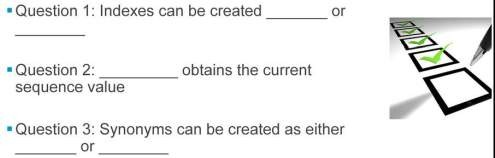 ▪ Question 1: Indexes can be created _______ or
________
▪ Question 2: _________ obtains the current
sequence value
▪ Question 3: Synonyms can be created as either
_______ or ________